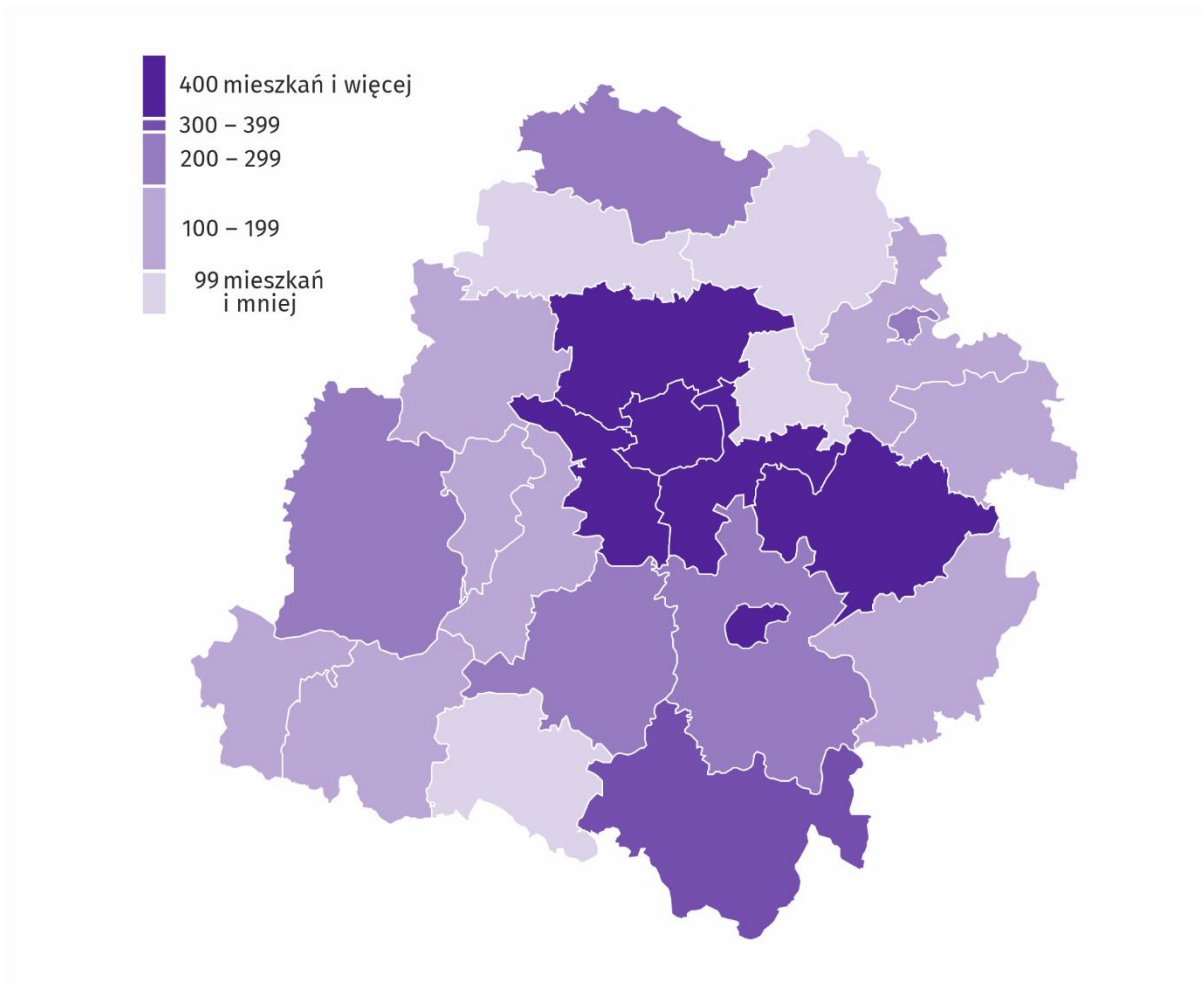 400 mieszkań i więcej
300 – 399
200 – 299
100 – 199
99 mieszkań
i mniej